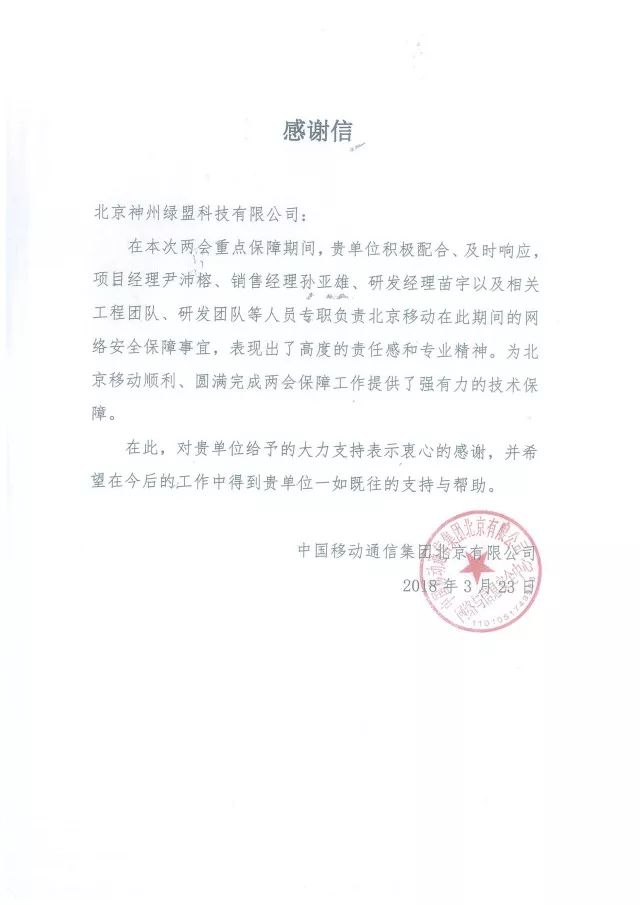 感谢信
北京神州绿盟科技有限公司：
在本次两会重点保障期间，贵单位积极配合、及时响应，
项目经理尹沛榕、销售经理孙亚雄、研发经理苗宇以及相关
工程团队、研发团队等人员专职负责北京移动在此期间的网
络安全保障事宜，表现出了高度的责任感和专业精神。为北
京移动顺利、圆满完成两会保障工作提供了强有力的技术保
障。
在此，对贵单位给予的大力支持表示衷心的感谢，并希
望在今后的工作中得到贵单位一如既往的支持与帮助。
中国移动通信集团北京有限公司
2018 年 3 月 23 日
中国移动通信集团北京有限公司
网络与信息安全中心